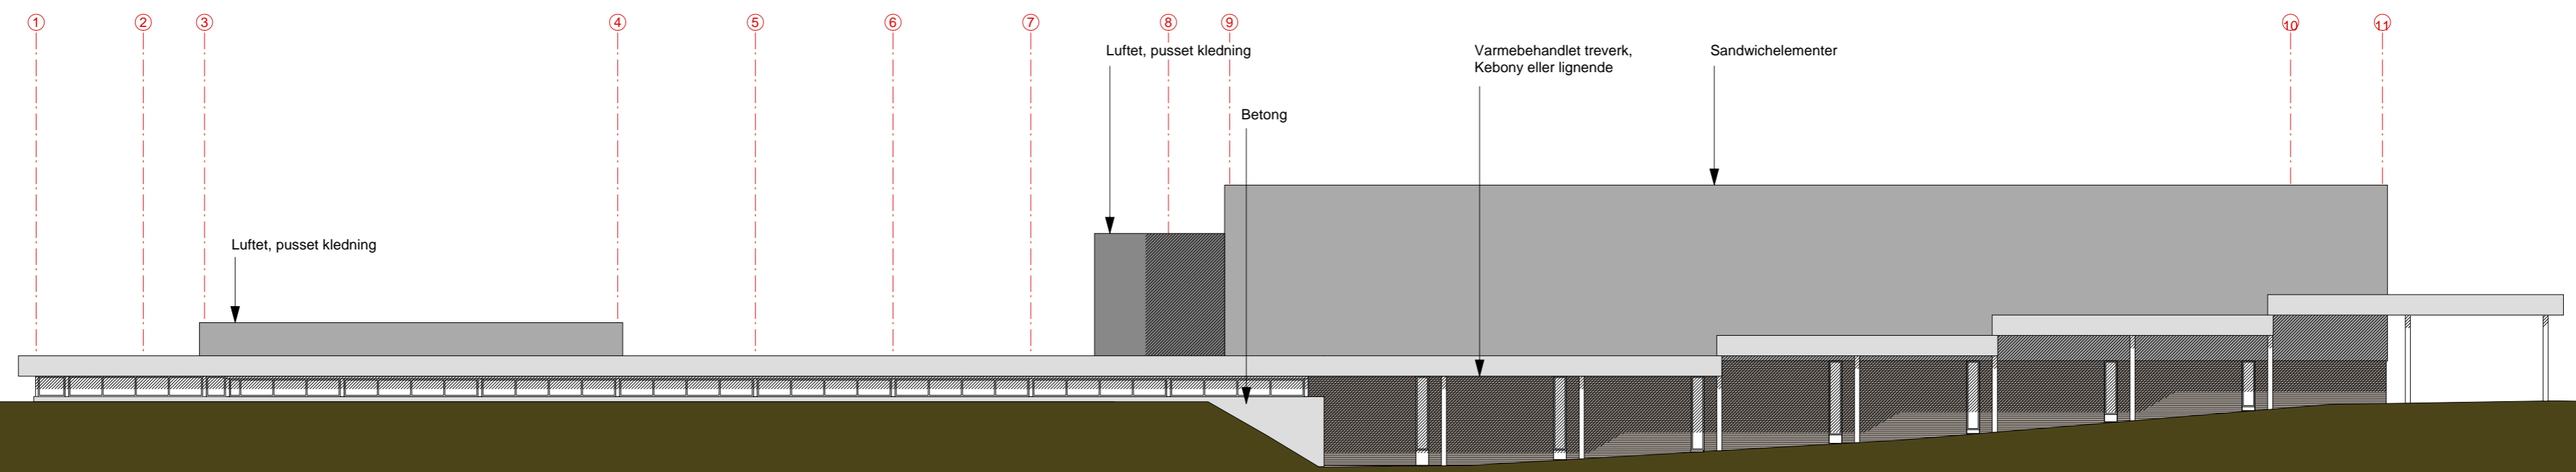 1 2 3 4 5 6 7 8 9 10 11
Luftet, pusset kledning
Varmebehandlet treverk,
Kebony eller lignende
Sandwichelementer
Betong
Luftet, pusset kledning